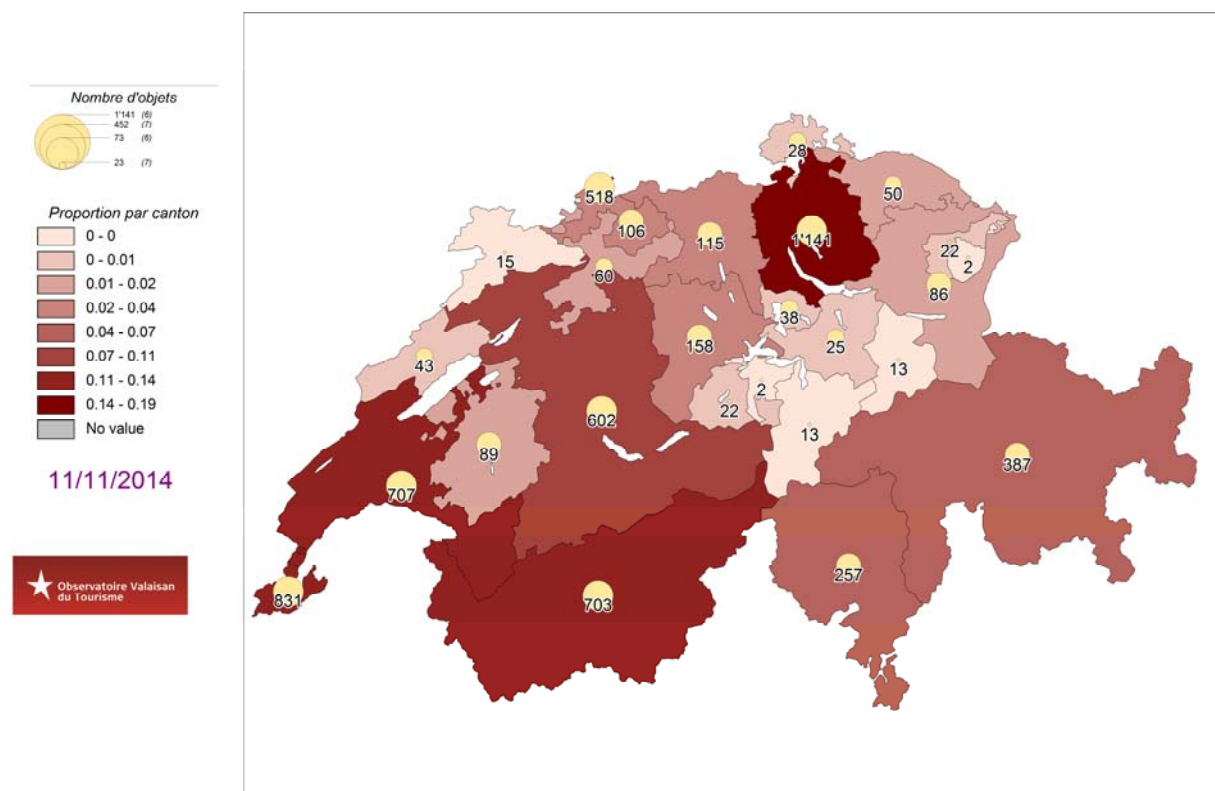 Nombre d'objets
1'141 (6)
452 (7)
73 (6)
23 (7)
Proportion par canton
0 - 0
0 - 0.01
0.01 - 0.02
0.02 - 0.04
0.04 - 0.07
0.07 - 0.11
0.11 - 0.14
0.14 - 0.19
No value
11/11/2014
Observatoire Valaisan
du Tourisme
28
518
50
106
115
1'141
22
2
15
60
86
38
158
25
43
13
2
22
602
13
89
387
707
257
831
703